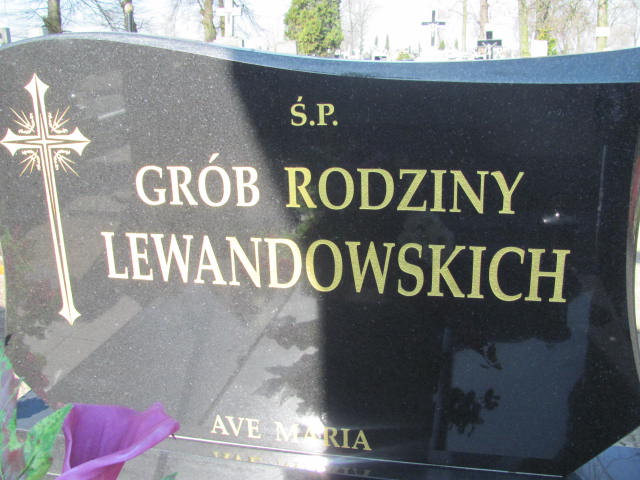 Ś.P.
GRÓB RODZINY
LEWANDOWSKICH
AVE MARIA